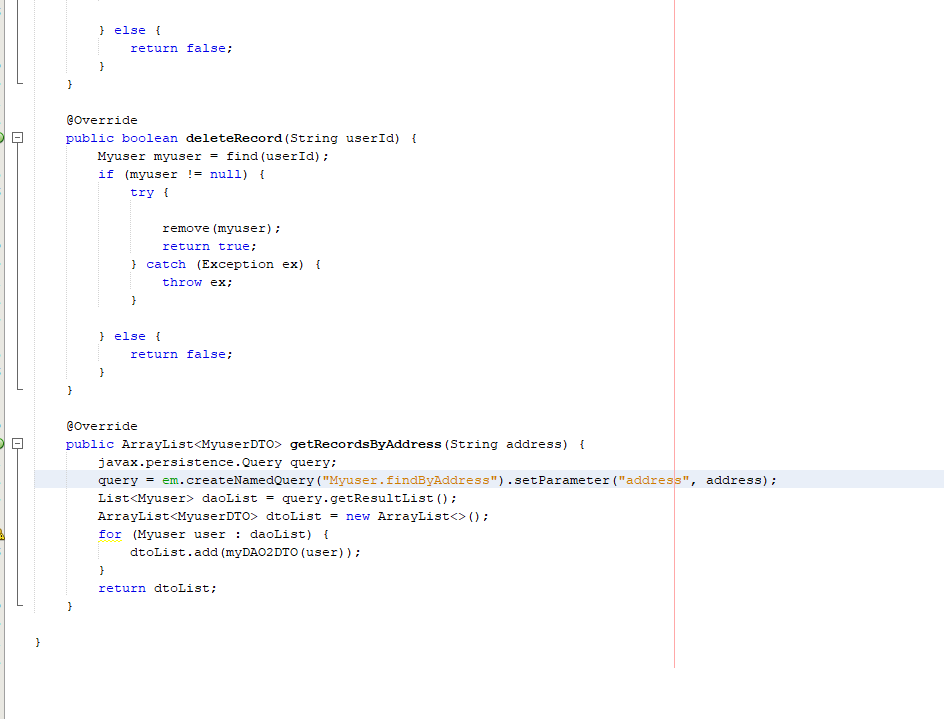 } else {
return false;
}
}
@Override
public boolean deleteRecord(String userId) {
Myuser myuser = find(userId);
if (myuser != null) {
try {
remove(myuser);
return true;
} catch (Exception ex) {
throw ex;
}
} else {
return false;
}
}
@Override
public ArrayList<MyuserDTO> getRecordsByAddress(String address) {
javax.persistence.Query query;
query = em.createNamedQuery("Myuser.findByAddress").setParameter("address", address);
List<Myuser> daoList = query.getResultList();
ArrayList<MyuserDTO> dtoList = new ArrayList<>();
for (Myuser user : daoList) {
dtoList.add(myDAO2DTO(user));
}
return dtoList;
}
}